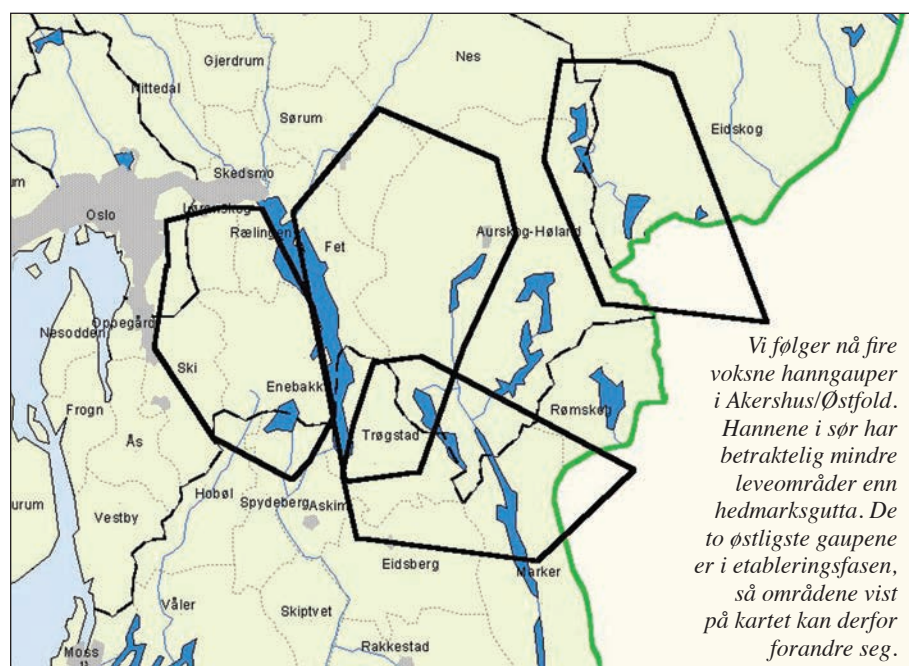 Nes
Gjerdrum
Nittedal
Eidskog
Sørum
Skedsmo
um
Oslo
Lørenskog
Rælingen
Fet
Aurskog-Høland
Nesodden
Oppegård
Ski
Enebakk
Rømskog
Frogn
Ås
Trøgstad
Hobøl
Spydeberg
Askim
urum
Vestby
Eidsberg
Marker
Våler
Skiptvet
Moss
Rakkestad
Vi følger nå fire
voksne hanngauper
i Akershus/Østfold.
Hannene i sør har
betraktelig mindre
leveområder enn
hedmarksgutta. De
to østligste gaupene
er i etableringsfasen,
så områdene vist
på kartet kan derfor
forandre seg.